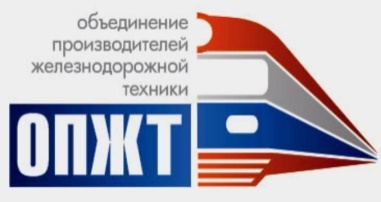 объединение
производителей
железнодорожной
техники
ОПЖТ